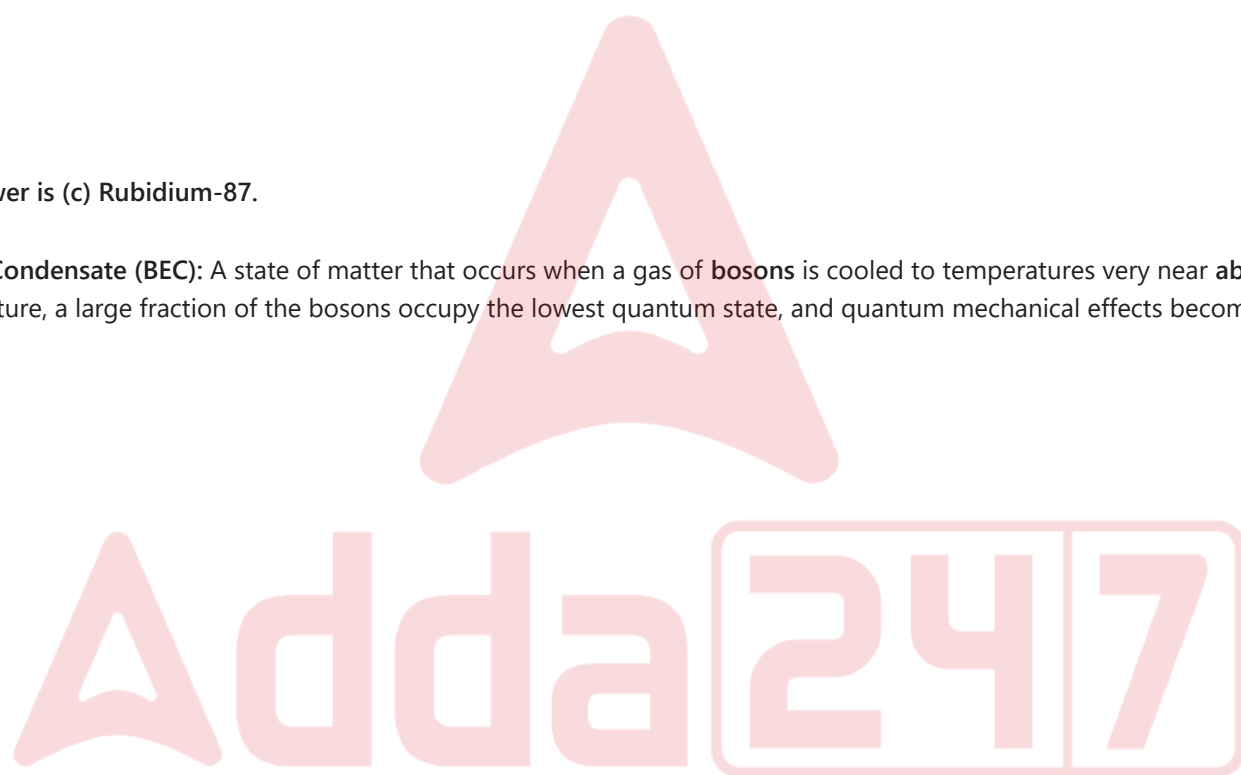 ver is (c) Rubidium-87.
Condensate (BEC): A state of matter that occurs when a gas of bosons is cooled to temperatures very near ab
ture, a large fraction of the bosons occupy the lowest quantum state, and quantum mechanical effects becom
Adda247